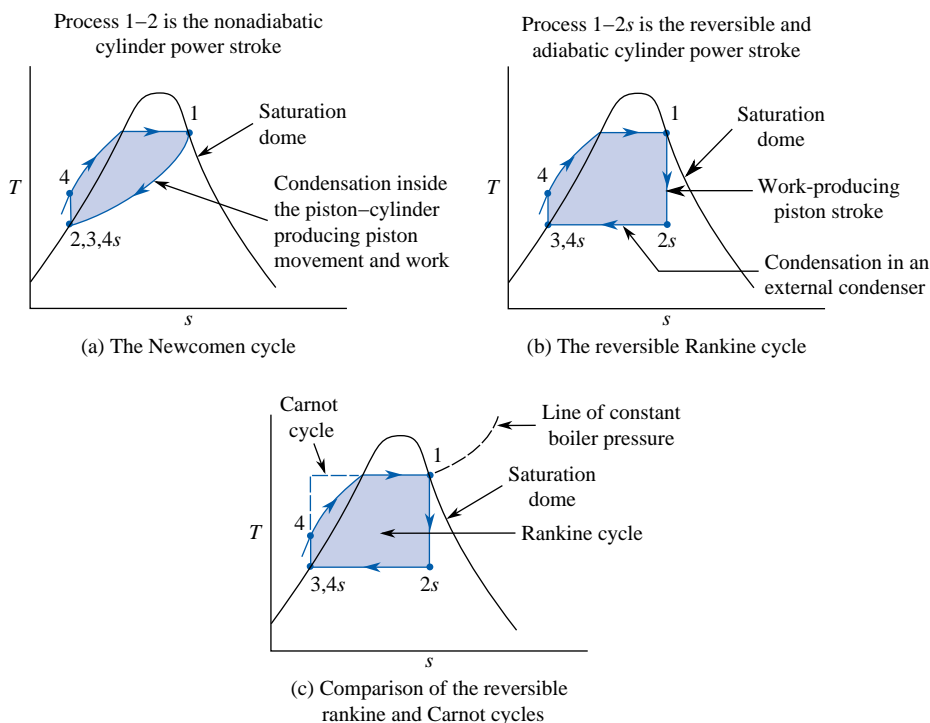 Process 1–2 is the nonadiabatic
cylinder power stroke
T
4
1
2,3,4s
Saturation
dome
Condensation inside
the piston–cylinder
producing piston
movement and work
s
(a) The Newcomen cycle
Process 1–2s is the reversible and
adiabatic cylinder power stroke
T
4
1
3,4s
2s
Saturation
dome
Work-producing
piston stroke
Condensation in an
external condenser
s
(b) The reversible Rankine cycle
Carnot
cycle
T
4
1
3,4s
2s
Line of constant
boiler pressure
Saturation
dome
Rankine cycle
s
(c) Comparison of the reversible
rankine and Carnot cycles